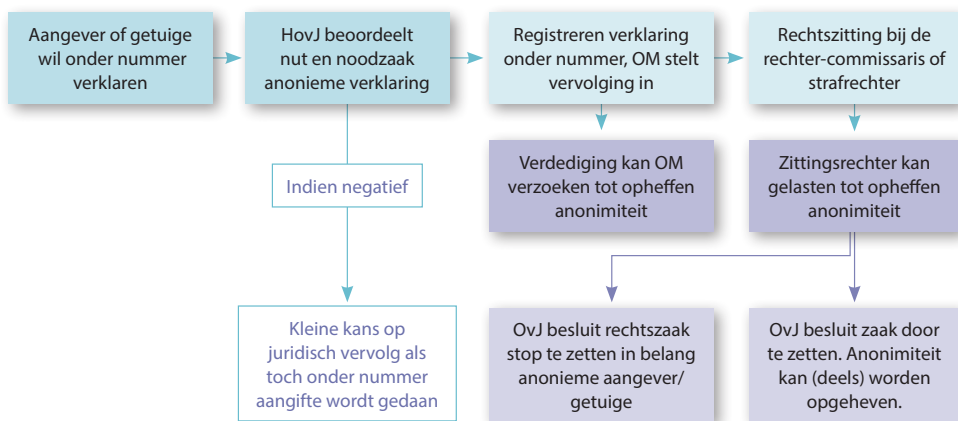 Aangever of getuige
wil onder nummer
verklaren
HovJ beoordeelt
nut en noodzaak
anonieme verklaring
Registreren verklaring
onder nummer, OM stelt
vervolging in
Rechtszitting bij de
rechter-commissaris of
strafrechter
Indien negatief
Verdediging kan OM
verzoeken tot opheffen
anonimiteit
Zittingsrechter kan
gelasten tot opheffen
anonimiteit
Kleine kans op
juridisch vervolg als
toch onder nummer
aangifte wordt gedaan
OvJ besluit rechtszaak
stop te zetten in belang
anonieme aangever/
getuige
OvJ besluit zaak door
te zetten. Anonimiteit
kan (deels) worden
opgeheven.